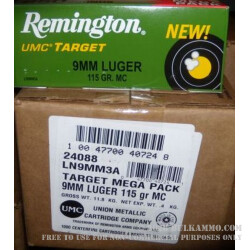 Remington
NEW!
UMC® TARGET
9MM LUGER
115 GR. MC
1 00 47700 40724 8
24088
LN9MM3A
TARGET MEGA PACK
9MM LUGER 115 gr MC
UMC
UNION METALLIC
CARTRIDGE COMPANY